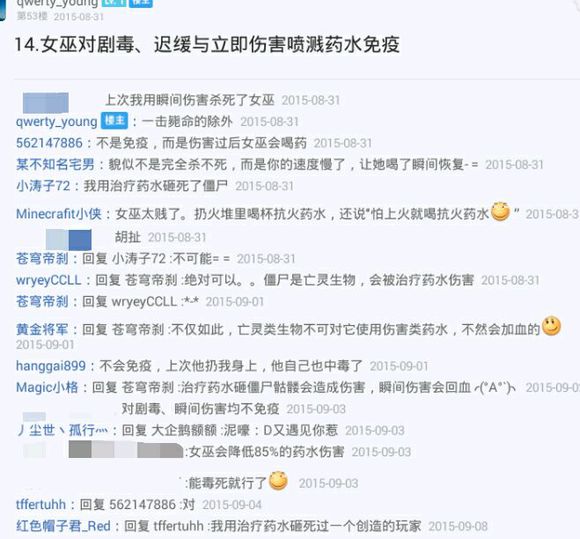 qwerty_young Lv. 1
第53楼 2015-08-31
14.女巫对剧毒、迟缓与立即伤害喷溅药水免疫
上次我用瞬间伤害杀死了女巫 2015-08-31
qwerty_young 楼主：一击毙命的除外 2015-08-31
562147886：不是免疫，而是伤害过后女巫会喝药 2015-08-31
某不知名宅男：貌似不是完全杀不死，而是你的速度慢了，让她喝了瞬间恢复- = 2015-08-31
小涛子72：我用治疗药水砸死了僵尸 2015-08-31
Minecrafit小侠：女巫太贱了。扔火堆里喝杯抗火药水，还说"怕上火就喝抗火药水 " 2015-08-3
胡扯 2015-08-31
苍穹帝刹：回复 小涛子72 :不可能= = 2015-08-31
wryeyCCLL：回复 苍穹帝刹 :绝对可以。。僵尸是亡灵生物，会被治疗药水伤害 2015-08-31
苍穹帝刹：回复 wryeyCCLL :*-* 2015-09-01
黄金将军：回复 苍穹帝刹 :不仅如此，亡灵类生物不可对它使用伤害类药水，不然会加血的
2015-09-01
hanggai899：不会免疫，上次他扔我身上，他自己也中毒了 2015-09-01
Magic小格：回复 苍穹帝刹 :治疗药水砸僵尸骷髅会造成伤害，瞬间伤害会回血╭(°A°`)╮ 2015-09-0
对剧毒、瞬间伤害均不免疫 2015-09-03
丿尘世丶孤行灬：回复 大企鹅额额 :泥嚎：D又遇见你惹 2015-09-03
:女巫会降低85%的药水伤害 2015-09-03
:能毒死就行了 2015-09-03
tffertuhh：回复 562147886 :对 2015-09-04
红色帽子君_Red：回复 tffertuhh :我用治疗药水砸死过一个创造的玩家 2015-09-08